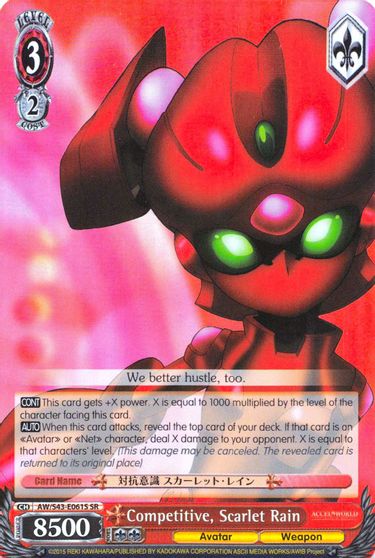 LEVEL
3
2
COST
We better hustle, too.
CONT This card gets +X power. X is equal to 1000 multiplied by the level of the
character facing this card.
AUTO When this card attacks, reveal the top card of your deck. If that card is an
«Avatar» or «Net» character, deal X damage to your opponent. X is equal to
that character's level. (This damage may be canceled. The revealed card is
returned to its original place)
Card Name 対抗意識 スカーレット・レイン
CH AW/S43-E061S SR
POWER 8500 Competitive, Scarlet Rain ACCEL WORLD
Avatar Weapon
©2015 REKI KAWAHARA/PUBLISHED BY KADOKAWA CORPORATION ASCII MEDIA WORKS/AWIB Project